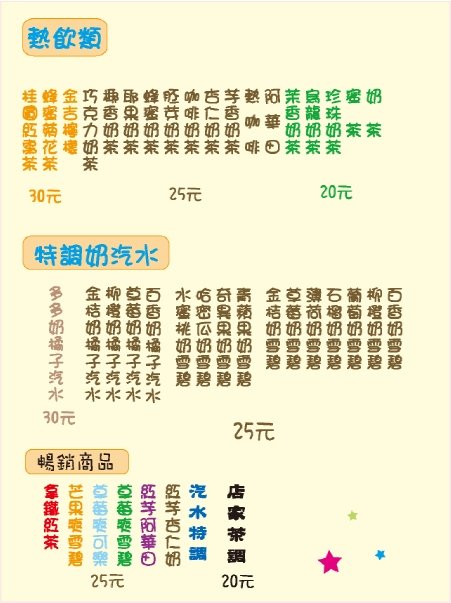 熱飲類
奶茶
蜜茶
珍珠奶茶
烏龍奶茶
茉香奶茶
20元
阿華田
熱咖啡
芋香奶茶
杏仁奶茶
咖啡奶茶
胚芽奶茶
蜂蜜奶茶
耶果奶茶
椰香奶茶
巧克力奶茶
25元
金吉檸檬
蜂蜜菊花茶
桂圓紅棗茶
30元
特調奶汽水
百香奶雪碧
柳橙奶雪碧
葡萄奶雪碧
石榴奶雪碧
薄荷奶雪碧
草莓奶雪碧
金桔奶雪碧
青蘋果奶雪碧
奇異果奶雪碧
哈密瓜奶雪碧
水蜜桃奶雪碧
百香奶橘子汽水
草莓奶橘子汽水
柳橙奶橘子汽水
金桔奶橘子汽水
25元
多多奶橘子汽水
30元
暢銷商品
店家茶調
20元
汽水特調
紅芋杏仁奶
紅芋阿華田
草莓爽雪碧
草莓爽可樂
芒果爽雪碧
拿鐵紅茶
25元